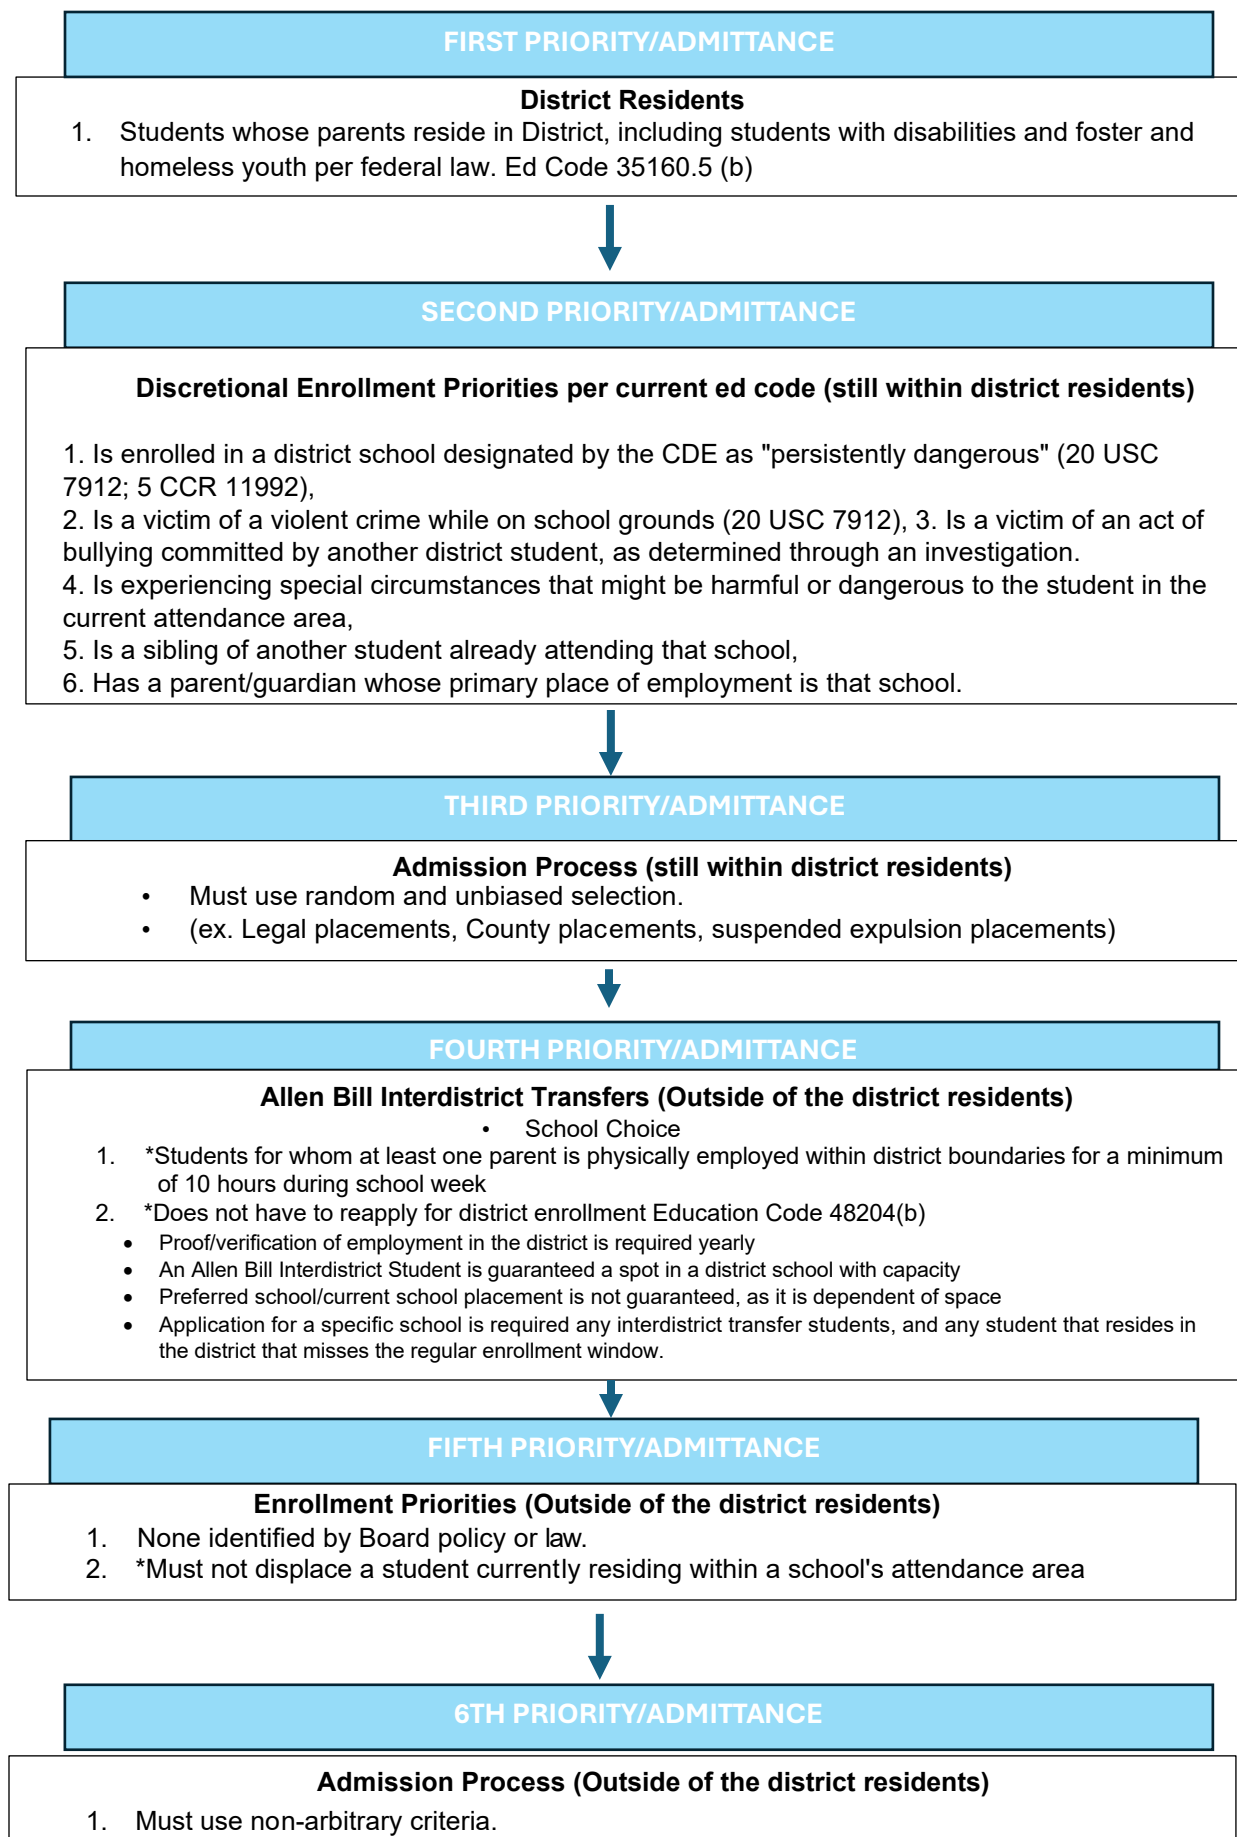 FIRST PRIORITY/ADMITTANCE
District Residents
1. Students whose parents reside in District, including students with disabilities and foster and
homeless youth per federal law. Ed Code 35160.5 (b)
SECOND PRIORITY/ADMITTANCE
Discretional Enrollment Priorities per current ed code (still within district residents)
1. Is enrolled in a district school designated by the CDE as "persistently dangerous" (20 USC
7912; 5 CCR 11992),
2. Is a victim of a violent crime while on school grounds (20 USC 7912), 3. Is a victim of an act of
bullying committed by another district student, as determined through an investigation.
4. Is experiencing special circumstances that might be harmful or dangerous to the student in the
current attendance area,
5. Is a sibling of another student already attending that school,
6. Has a parent/guardian whose primary place of employment is that school.
THIRD PRIORITY/ADMITTANCE
Admission Process (still within district residents)
• Must use random and unbiased selection.
• (ex. Legal placements, County placements, suspended expulsion placements)
FOURTH PRIORITY/ADMITTANCE
Allen Bill Interdistrict Transfers (Outside of the district residents)
• School Choice
1. *Students for whom at least one parent is physically employed within district boundaries for a minimum
of 10 hours during school week
2. *Does not have to reapply for district enrollment Education Code 48204(b)
• Proof/verification of employment in the district is required yearly
• An Allen Bill Interdistrict Student is guaranteed a spot in a district school with capacity
• Preferred school/current school placement is not guaranteed, as it is dependent of space
• Application for a specific school is required any interdistrict transfer students, and any student that resides in
the district that misses the regular enrollment window.
FIFTH PRIORITY/ADMITTANCE
Enrollment Priorities (Outside of the district residents)
1. None identified by Board policy or law.
2. *Must not displace a student currently residing within a school's attendance area
6TH PRIORITY/ADMITTANCE
Admission Process (Outside of the district residents)
1. Must use non-arbitrary criteria.